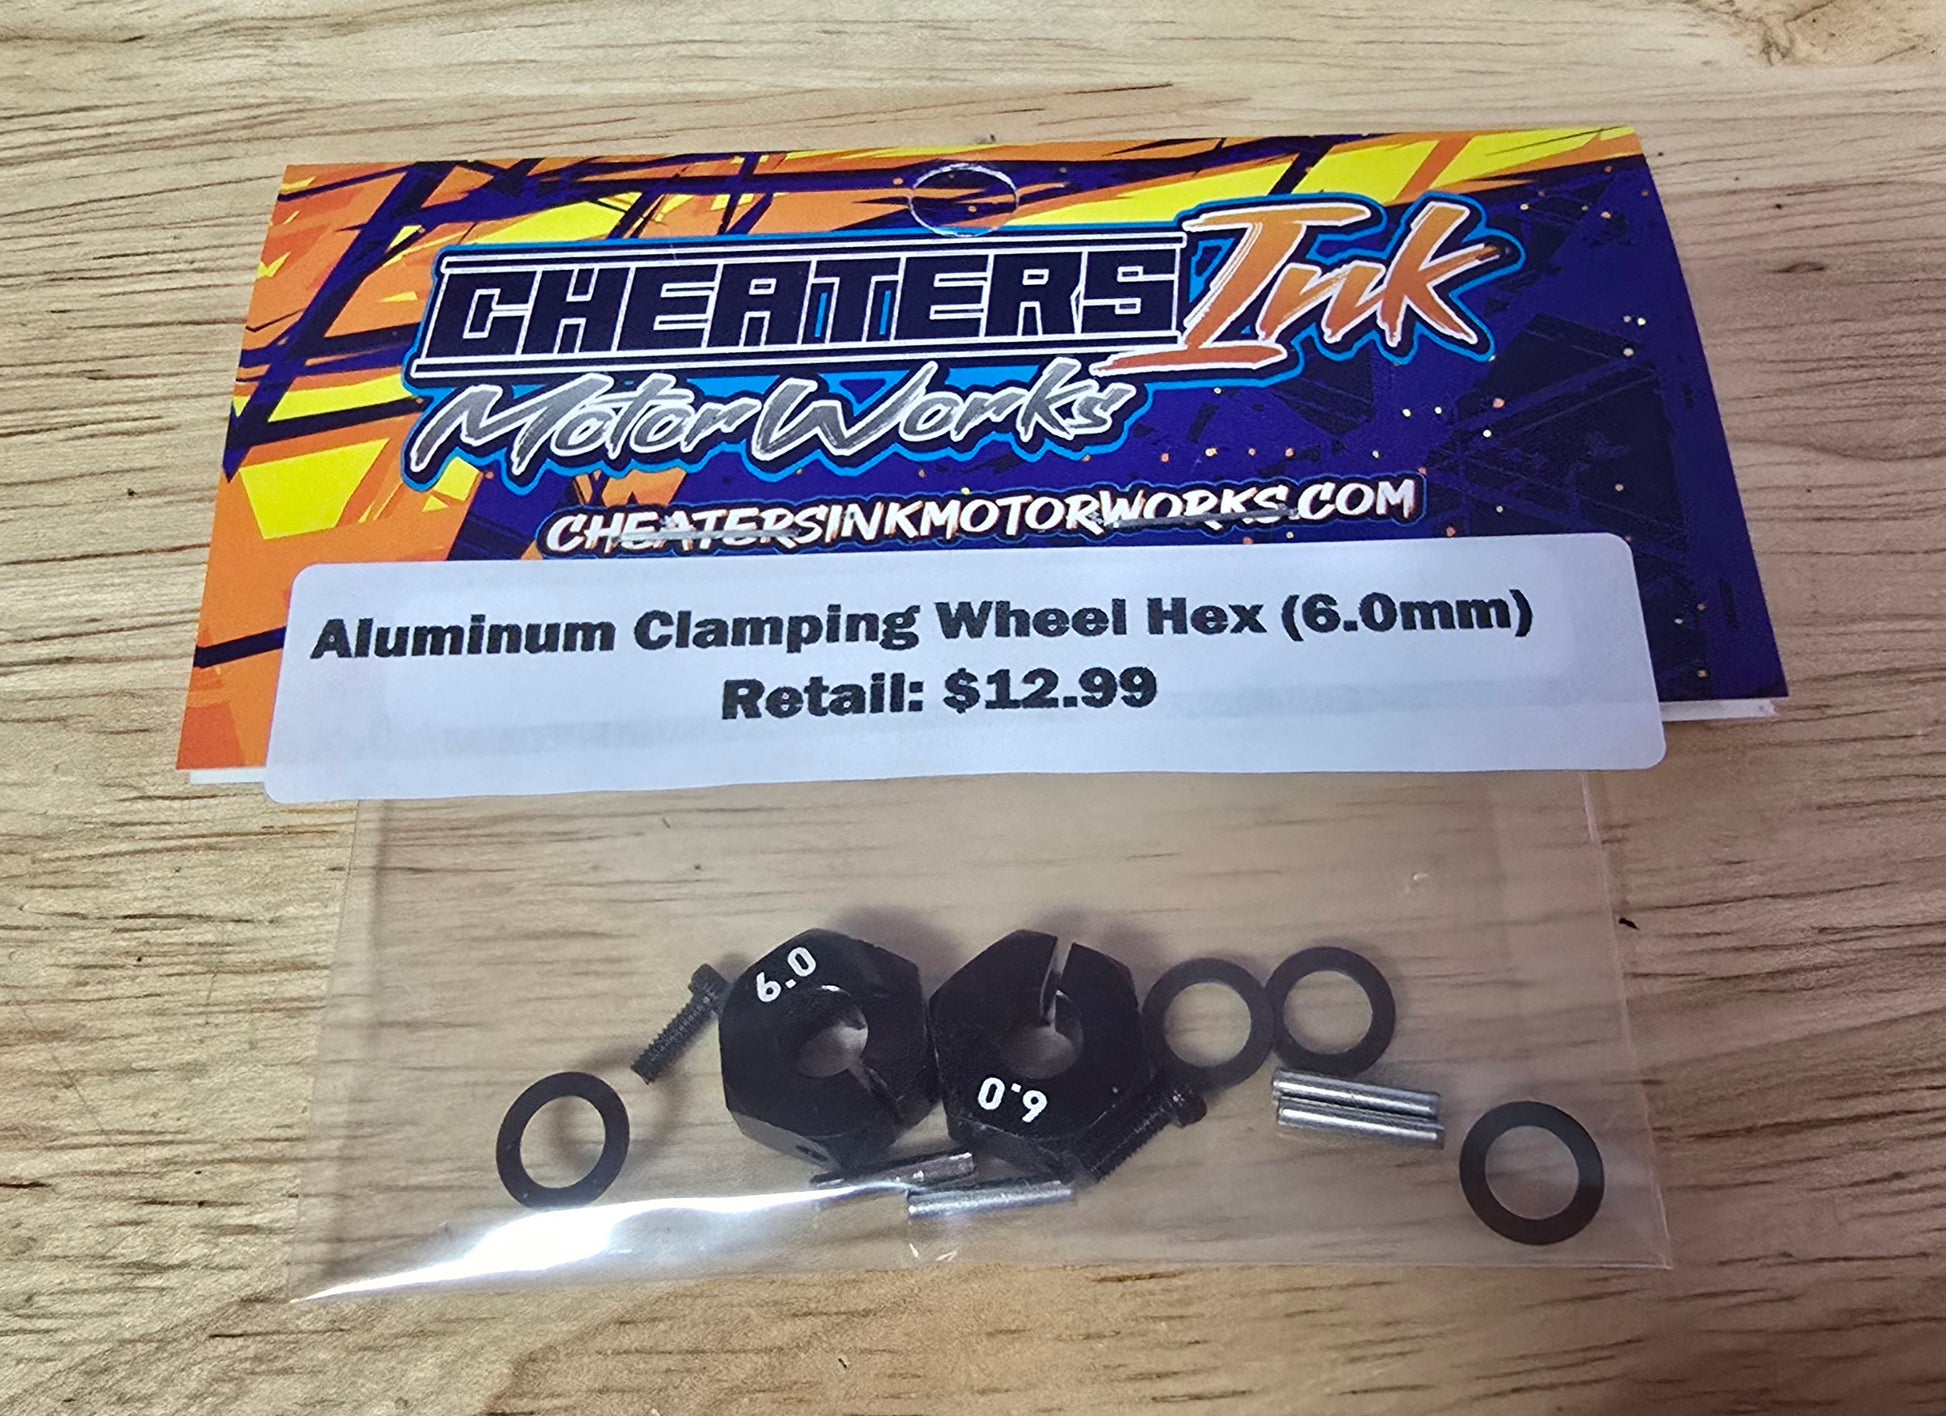 CHEATERS Ink
MotorWorks
CHEATERSINKMOTORWORKS.COM
Aluminum Clamping Wheel Hex (6.0mm)
Retail: $12.99
6.0
6.0